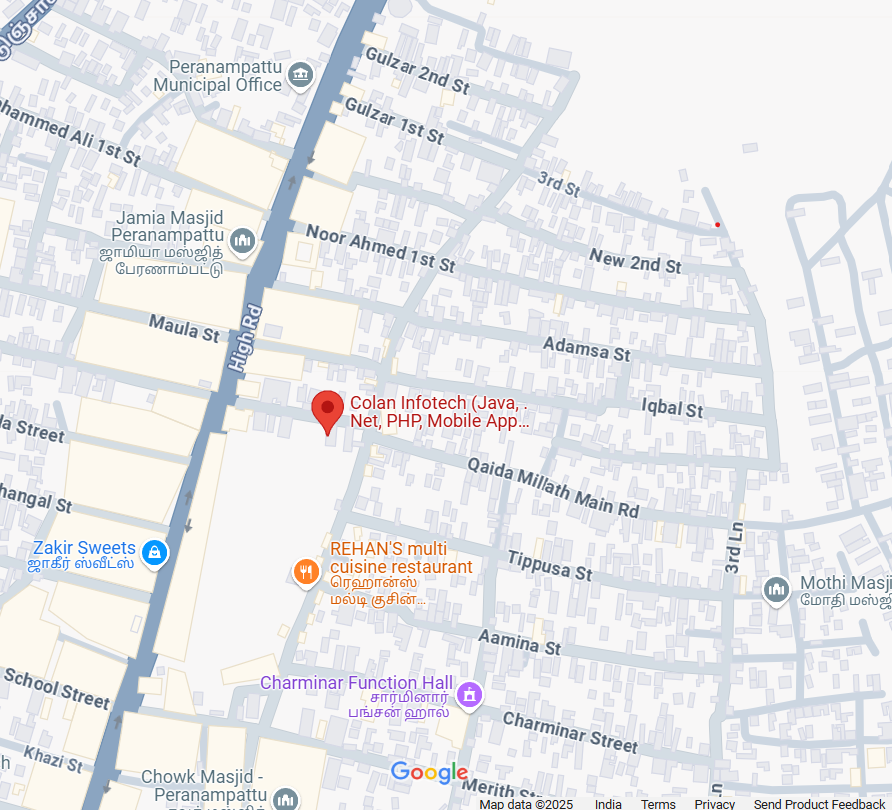 Gulzar 2nd St
Peranampattu
Municipal Office
Gulzar 1st St
Mohammed Ali 1st St
3rd St
Jamia Masjid
Peranampattu
ஜாமியா மஸ்ஜித்
பேரணாம்பட்டு
Noor Ahmed 1st St
New 2nd St
Maula St
High Rd
Adamsa St
Colan Infotech (Java, .
Net, PHP, Mobile App...
Iqbal St
la Street
Qaida Millath Main Rd
hangal St
3rd Ln
Zakir Sweets
ஜாகீர் ஸ்வீட்ஸ்
REHAN'S multi
cuisine restaurant
ரெஹான்ஸ்
மல்டி குசின்...
Tippusa St
Mothi Masji
மோதி மஸ்ஜி
Aamina St
School Street
Charminar Function Hall
சார்மினார்
பங்சன் ஹால்
Charminar Street
Khazi St
h
Chowk Masjid -
Peranampattu
Google
Merith St
Map data ©2025 India Terms Privacy Send Product Feedback